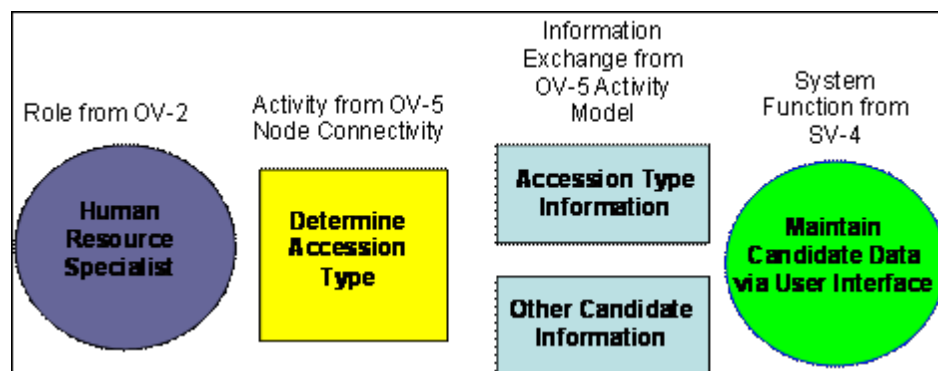 Role from OV-2
Human
Resource
Specialist
Activity from OV-5
Node Connectivity
Determine
Accession
Type
Information
Exchange from
OV-5 Activity
Model
Accession Type
Information
Other Candidate
Information
System
Function from
SV-4
Maintain
Candidate Data
via User Interface